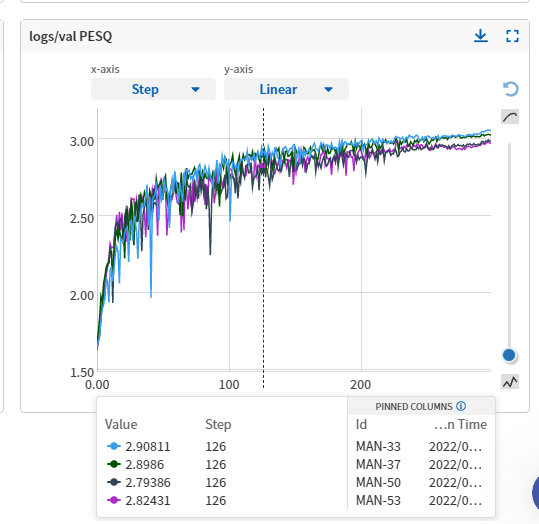 logs/val PESQ
x-axis y-axis
Step Linear
3.00
2.50
2.00
1.50
0.00 100 200
PINNED COLUMNS
Value Step Id …n Time
2.90811 126 MAN-33 2022/0…
2.8986 126 MAN-37 2022/0…
2.79386 126 MAN-50 2022/0…
2.82431 126 MAN-53 2022/0…